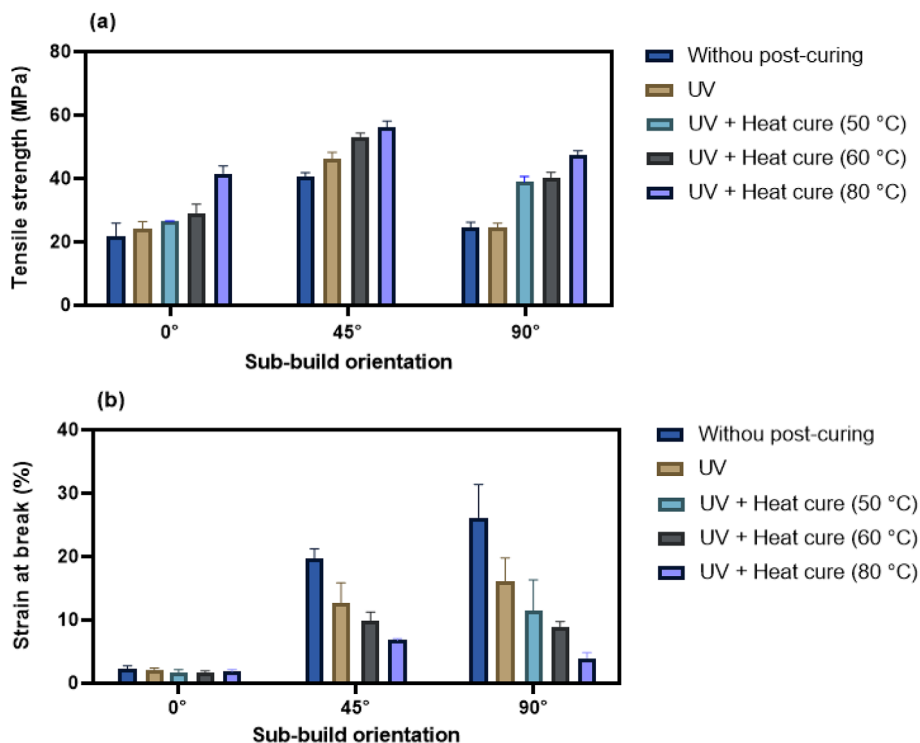 (a)
Tensile strength (MPa)
80
60
40
20
0
0°
45°
90°
Sub-build orientation
Withou post-curing
UV
UV + Heat cure (50 °C)
UV + Heat cure (60 °C)
UV + Heat cure (80 °C)
(b)
Strain at break (%)
40
30
20
10
0
0°
45°
90°
Sub-build orientation
Withou post-curing
UV
UV + Heat cure (50 °C)
UV + Heat cure (60 °C)
UV + Heat cure (80 °C)